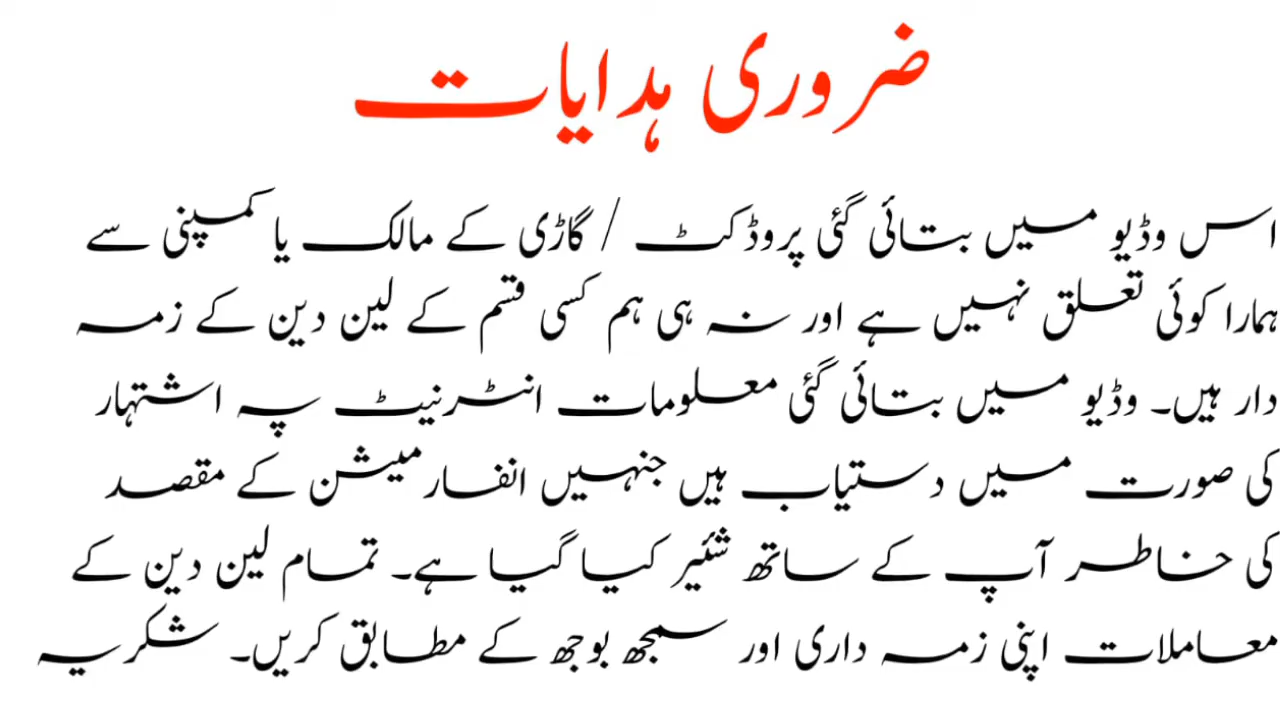 ضروری ہدایات
اس وڈیو میں بتائی گئی پروڈکٹ / گاڑی کے مالک یا کمپنی سے
ہمارا کوئی تعلق نہیں ہے اور نہ ہی ہم کسی قسم کے لین دین کے زمہ
دار ہیں۔ وڈیو میں بتائی گئی معلومات انٹرنیٹ پہ اشتہار
کی صورت میں دستیاب ہیں جنہیں انفارمیشن کے مقصد
کی خاطر آپ کے ساتھ شئیر کیا گیا ہے۔ تمام لین دین کے
معاملات اپنی زمہ داری اور سمجھ بوجھ کے مطابق کریں۔ شکریہ